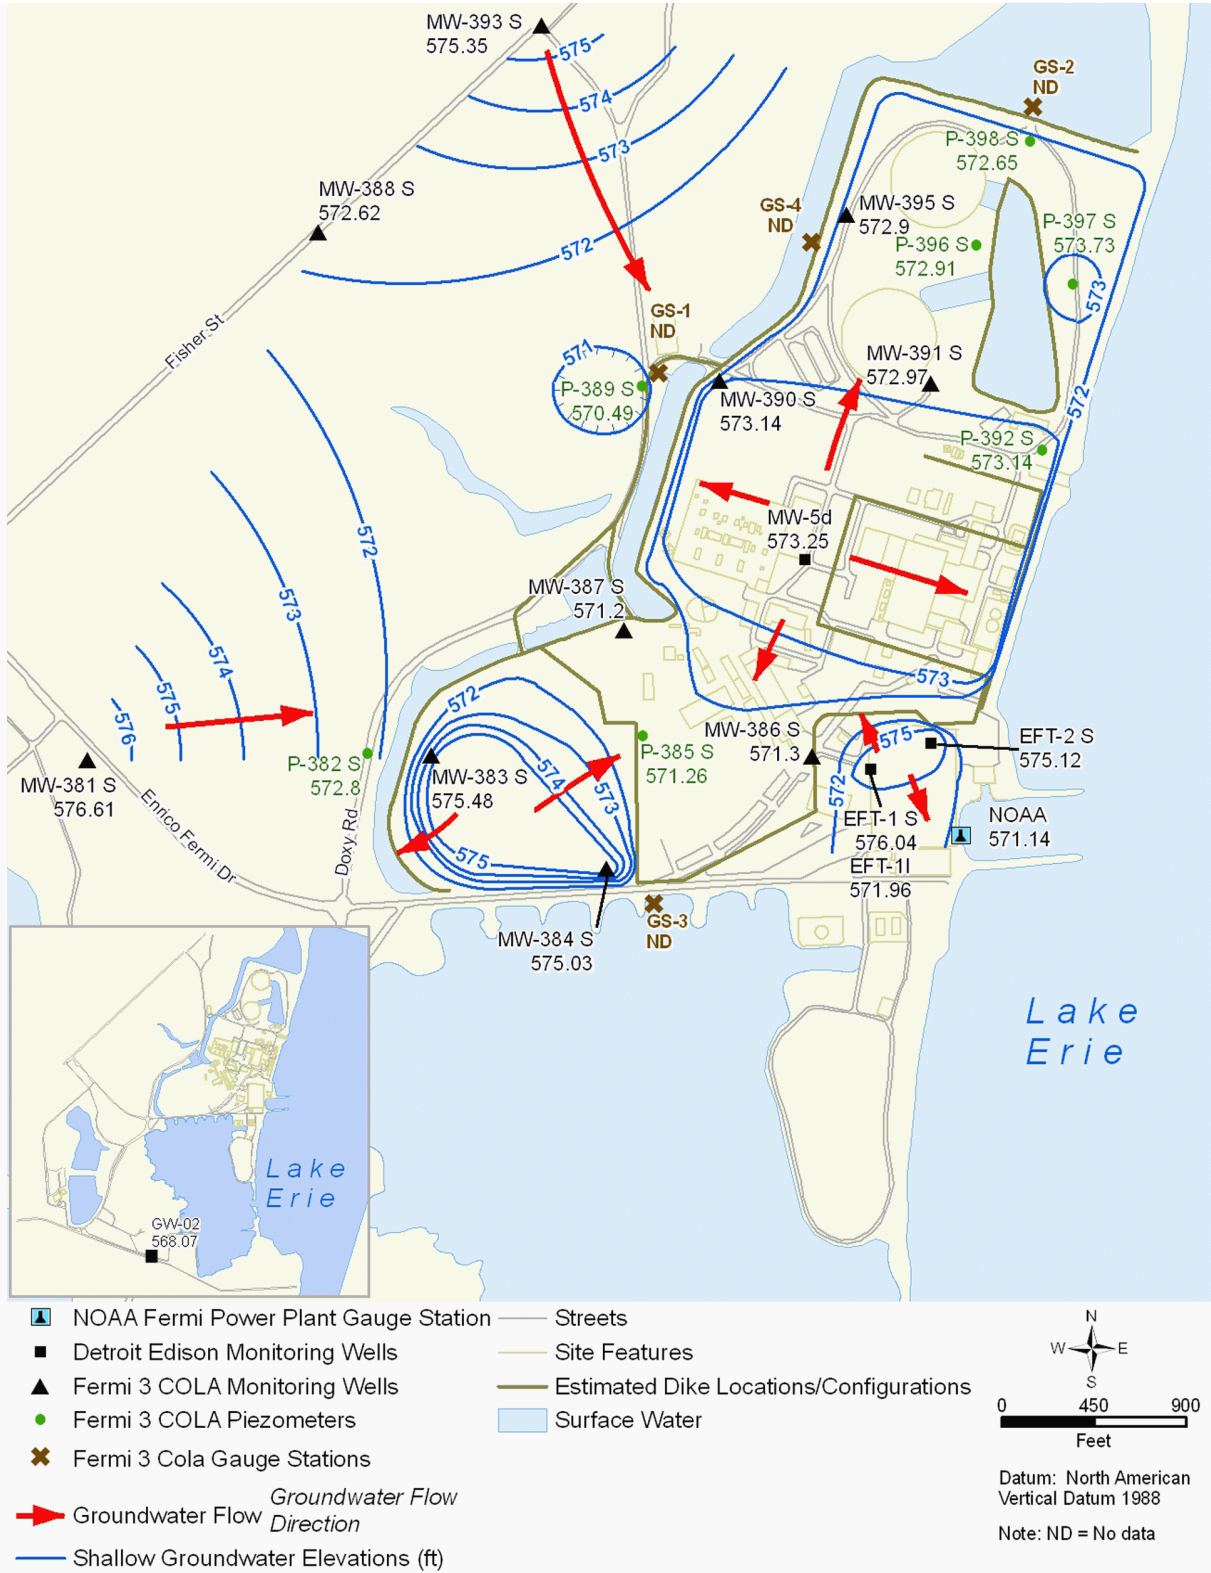 MW-393 S
575.35
575
574
573
572
GS-2
ND
P-398 S
572.65
MW-388 S
572.62
GS-4
ND
MW-395 S
572.9
P-396 S
572.91
P-397 S
573.73
573
Fisher St
GS-1
ND
571
P-389 S
570.49
MW-391 S
572.97
MW-390 S
573.14
572
P-392 S
573.14
MW-5d
573.25
572
573
574
575
576
MW-387 S
571.2
573
MW-381 S
576.61
P-382 S
572.8
Enrico Fermi Dr
Doxy Rd
572
MW-383 S
575.48
574
573
575
P-385 S
571.26
MW-386 S
571.3
575
572
EFT-2 S
575.12
EFT-1 S
576.04
EFT-1I
571.96
NOAA
571.14
MW-384 S
575.03
GS-3
ND
Lake
Erie
Lake
Erie
GW-02
568.07
NOAA Fermi Power Plant Gauge Station
Detroit Edison Monitoring Wells
Fermi 3 COLA Monitoring Wells
Fermi 3 COLA Piezometers
Fermi 3 Cola Gauge Stations
Groundwater Flow
Groundwater Flow
Direction
Shallow Groundwater Elevations (ft)
Streets
Site Features
Estimated Dike Locations/Configurations
Surface Water
N
W E
S
0 450 900
Feet
Datum: North American
Vertical Datum 1988
Note: ND = No data